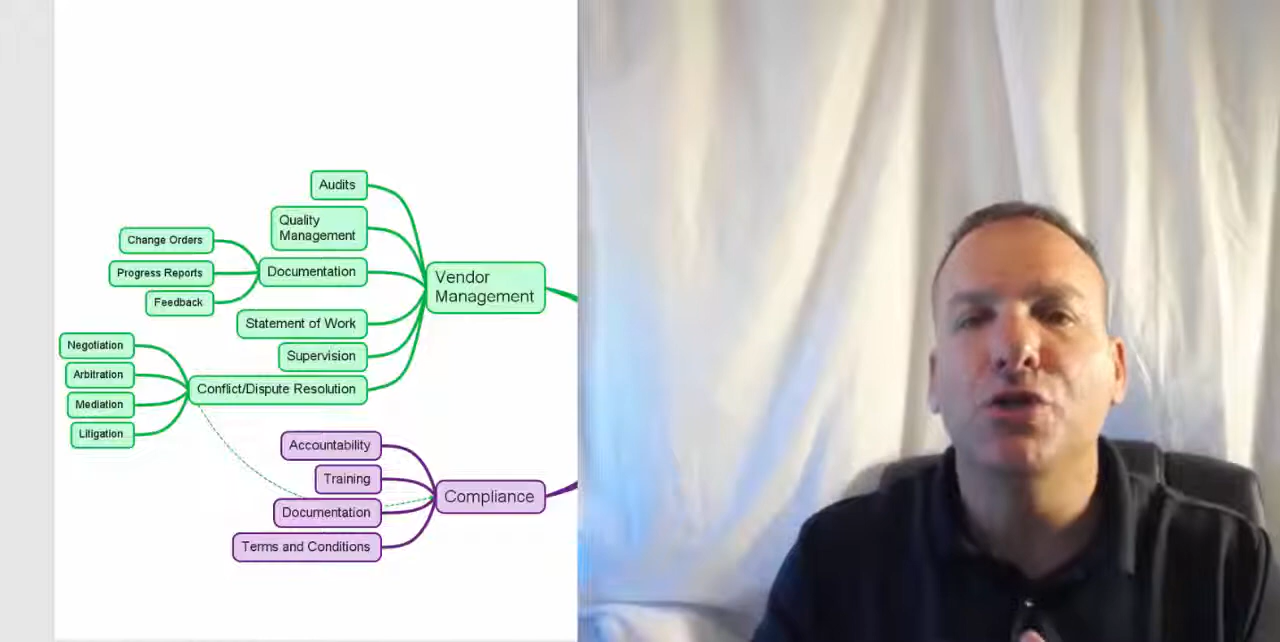 Audits
Quality
Management
Change Orders
Progress Reports
Feedback
Documentation
Statement of Work
Supervision
Negotiation
Arbitration
Mediation
Litigation
Conflict/Dispute Resolution
Vendor
Management
Accountability
Training
Documentation
Terms and Conditions
Compliance